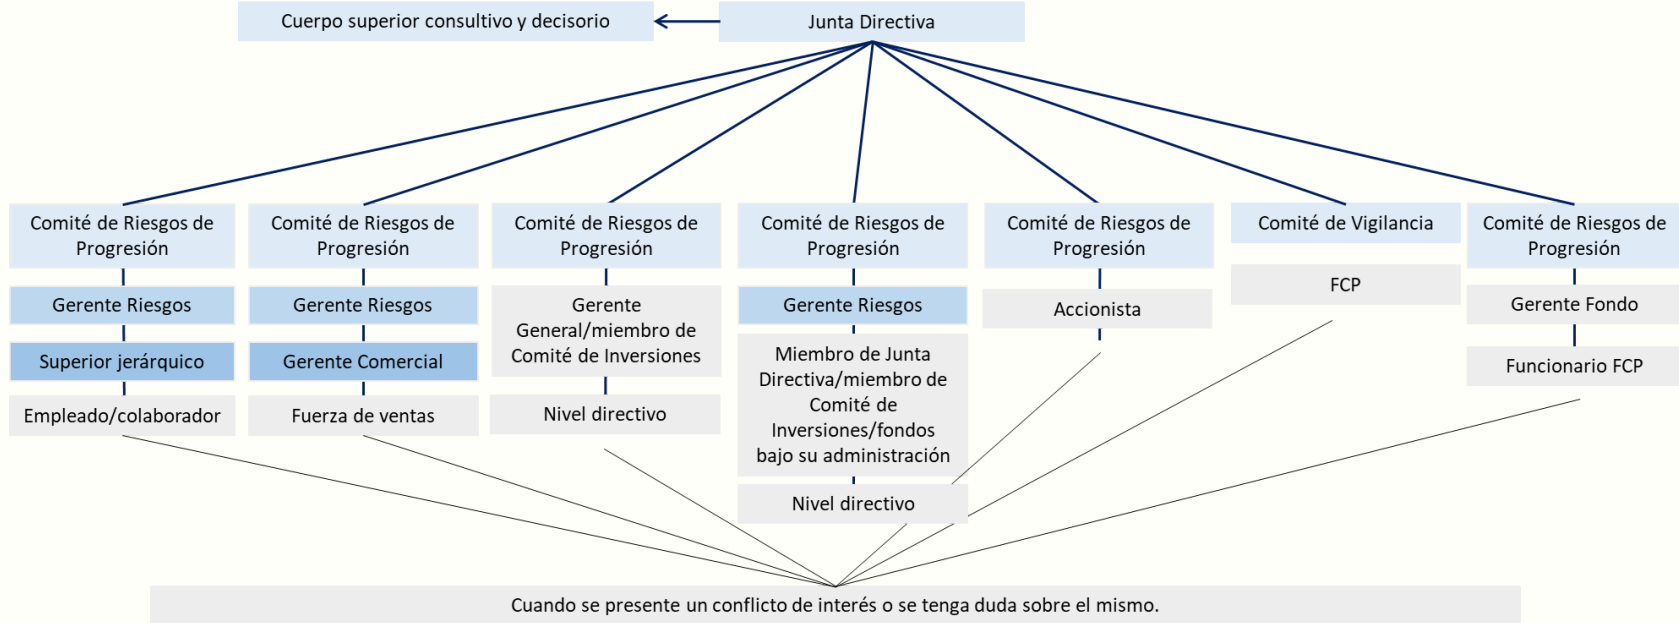 Cuerpo superior consultivo y decisorio
Junta Directiva
Comité de Riesgos de
Progresión
Gerente Riesgos
Superior jerárquico
Empleado/colaborador
Comité de Riesgos de
Progresión
Gerente Riesgos
Gerente Comercial
Fuerza de ventas
Comité de Riesgos de
Progresión
Gerente
General/miembro de
Comité de Inversiones
Nivel directivo
Comité de Riesgos de
Progresión
Gerente Riesgos
Miembro de Junta
Directiva/miembro de
Comité de
Inversiones/fondos
bajo su administración
Nivel directivo
Comité de Riesgos de
Progresión
Accionista
Comité de Vigilancia
FCP
Comité de Riesgos de
Progresión
Gerente Fondo
Funcionario FCP
Cuando se presente un conflicto de interés o se tenga duda sobre el mismo.